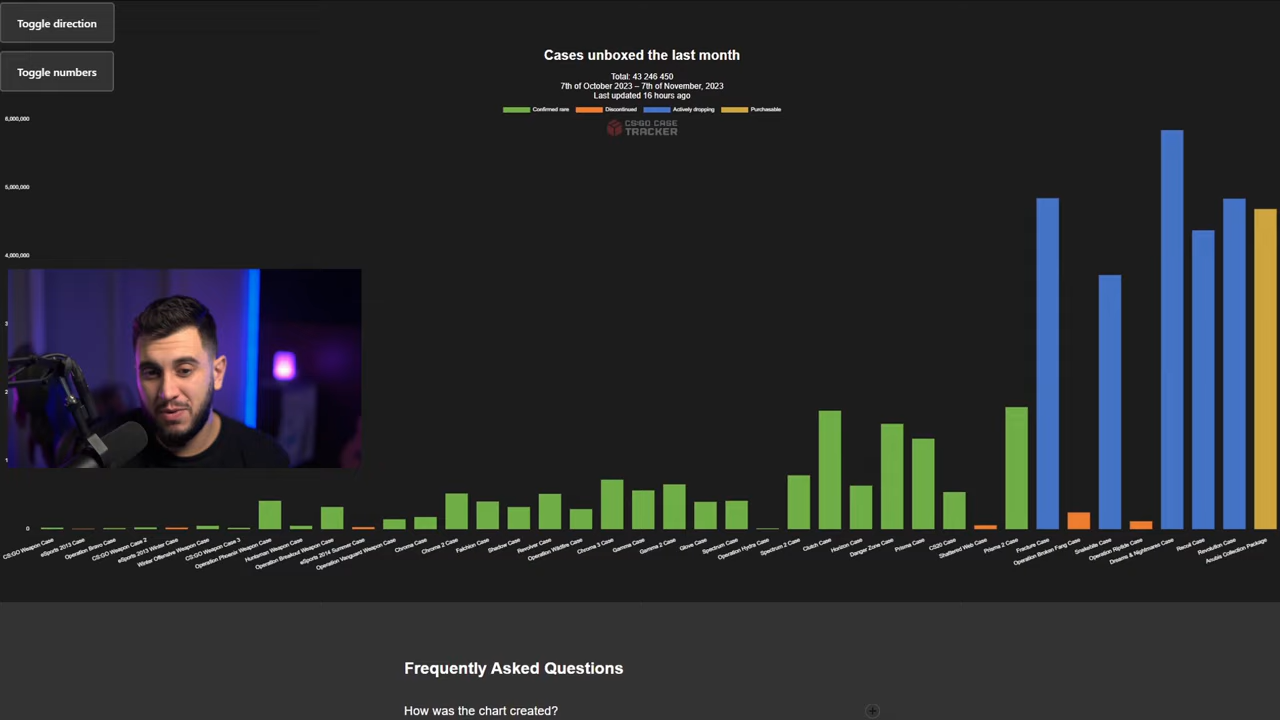 Toggle direction
Toggle numbers
Cases unboxed the last month
Total: 43 246 450
7th of October 2023 – 7th of November, 2023
Last updated 16 hours ago
Confirmed rare
Discontinued
Actively dropping
Purchasable
CS:GO CASE
TRACKER
6,000,000
5,000,000
4,000,000
3
2
1
0
CS:GO Weapon Case
eSports 2013 Case
Operation Bravo Case
CS:GO Weapon Case 2
eSports 2013 Winter Case
Winter Offensive Weapon Case
CS:GO Weapon Case 3
Operation Phoenix Weapon Case
Huntsman Weapon Case
Operation Breakout Weapon Case
eSports 2014 Summer Case
Operation Vanguard Weapon Case
Chroma Case
Chroma 2 Case
Falchion Case
Shadow Case
Revolver Case
Operation Wildfire Case
Chroma 3 Case
Gamma Case
Gamma 2 Case
Glove Case
Spectrum Case
Operation Hydra Case
Spectrum 2 Case
Clutch Case
Horizon Case
Danger Zone Case
Prisma Case
CS20 Case
Shattered Web Case
Prisma 2 Case
Fracture Case
Operation Broken Fang Case
Snakebite Case
Operation Riptide Case
Dreams & Nightmares Case
Recoil Case
Revolution Case
Anubis Collection Package
Frequently Asked Questions
How was the chart created?